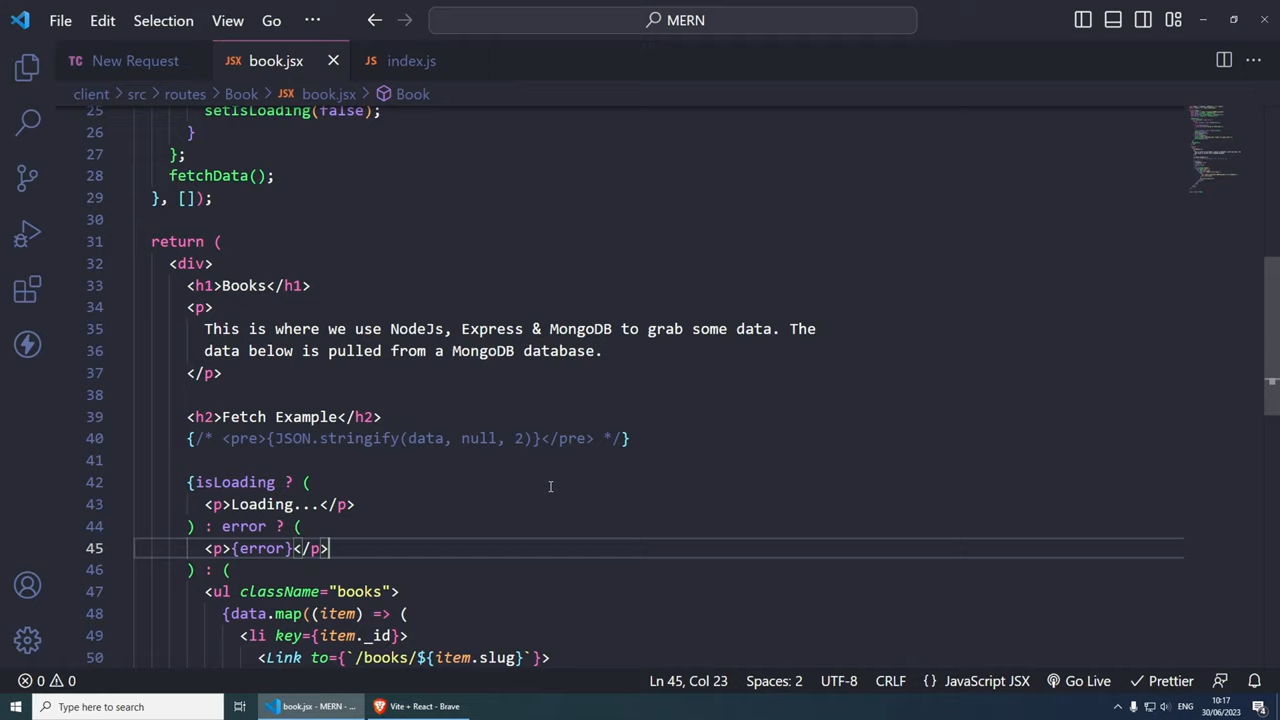 File Edit Selection View Go ··· MERN
TC New Request JSX book.jsx JS index.js
client > src > routes > Book > JSX book.jsx > Book
25 setIsLoading(false);
26 }
27 };
28 fetchData();
29 }, []);
30
31 return (
32 <div>
33 <h1>Books</h1>
34 <p>
35 This is where we use NodeJs, Express & MongoDB to grab some data. The
36 data below is pulled from a MongoDB database.
37 </p>
38
39 <h2>Fetch Example</h2>
40 {/* <pre>{JSON.stringify(data, null, 2)}</pre> */}
41
42 {isLoading ? (
43 <p>Loading...</p>
44 ) : error ? (
45 <p>{error}</p>
46 ) : (
47 <ul className="books">
48 {data.map((item) => (
49 <li key={item._id}>
50 <Link to={`/books/${item.slug}`}>
0 0 Ln 45, Col 23 Spaces: 2 UTF-8 CRLF {} JavaScript JSX Go Live Prettier
Type here to search book.jsx - MERN - ... Vite + React - Brave ENG 10:17
30/06/2023